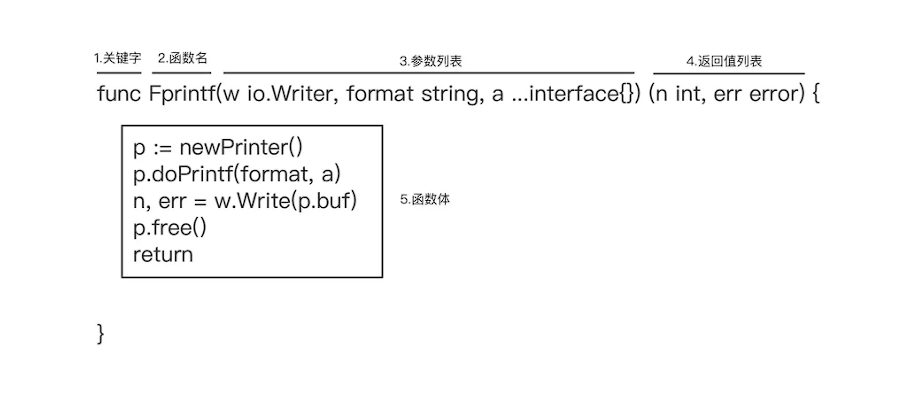 1.关键字 2.函数名 3.参数列表 4.返回值列表
func Fprintf(w io.Writer, format string, a ...interface{}) (n int, err error) {
p := newPrinter()
p.doPrintf(format, a)
n, err = w.Write(p.buf)
p.free()
return
5.函数体
}